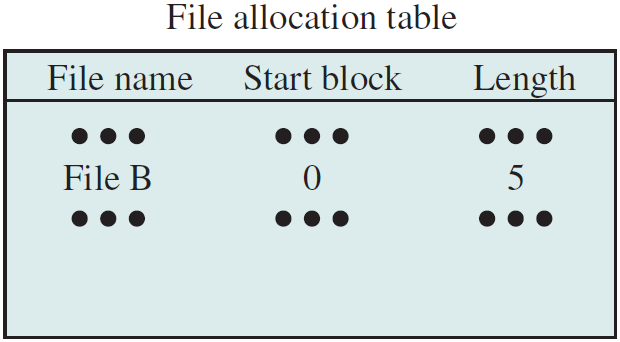 File allocation table
File name Start block Length
••• ••• •••
File B 0 5
••• ••• •••